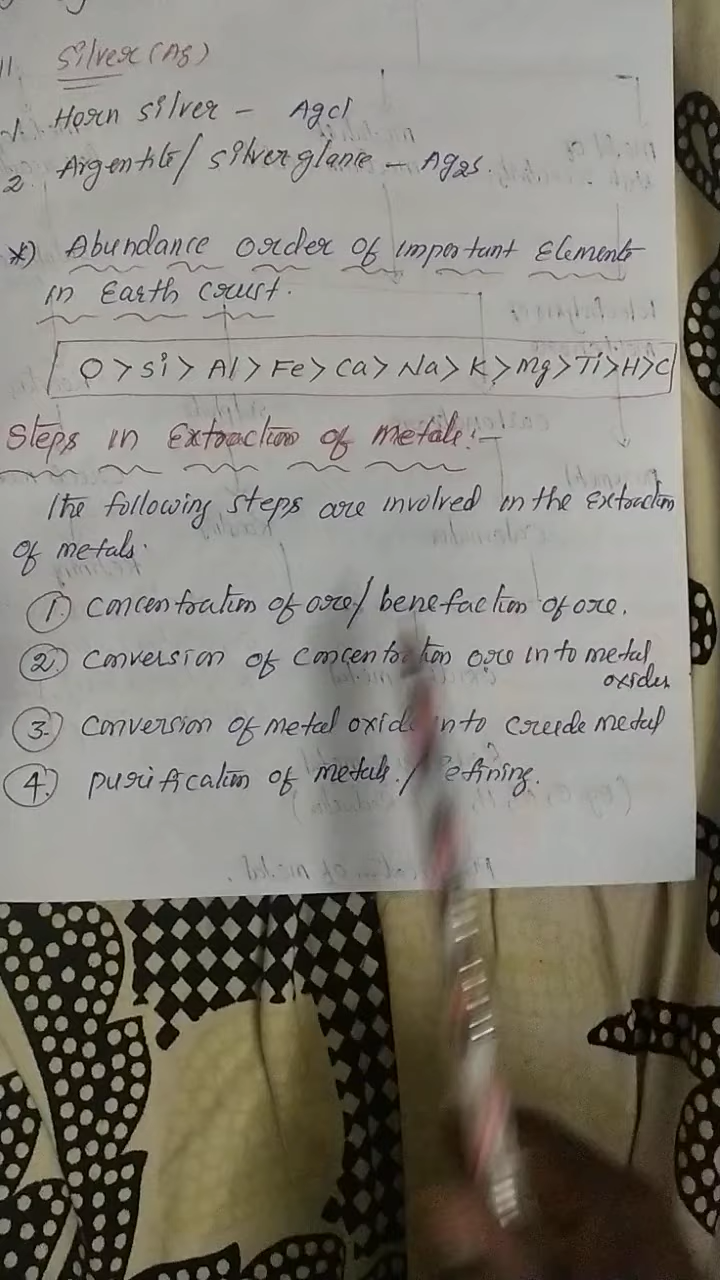 11. Silver (Ag)
1. Horn silver - Agcl
2. Argentite/ silver glance - Ag2s.
*) Abundance order of important Elements
in Earth crust.
O > Si > Al > Fe > Ca > Na > K > Mg > Ti > H > C
Steps in Extraction of metals:-
The following steps are involved in the extraction
of metals.
1. Concentration of ore/ benefaction of ore.
2. Conversion of concentration ore into metal
oxides
3. Conversion of metal oxide into crude metal
4. purification of metals. / Refining.